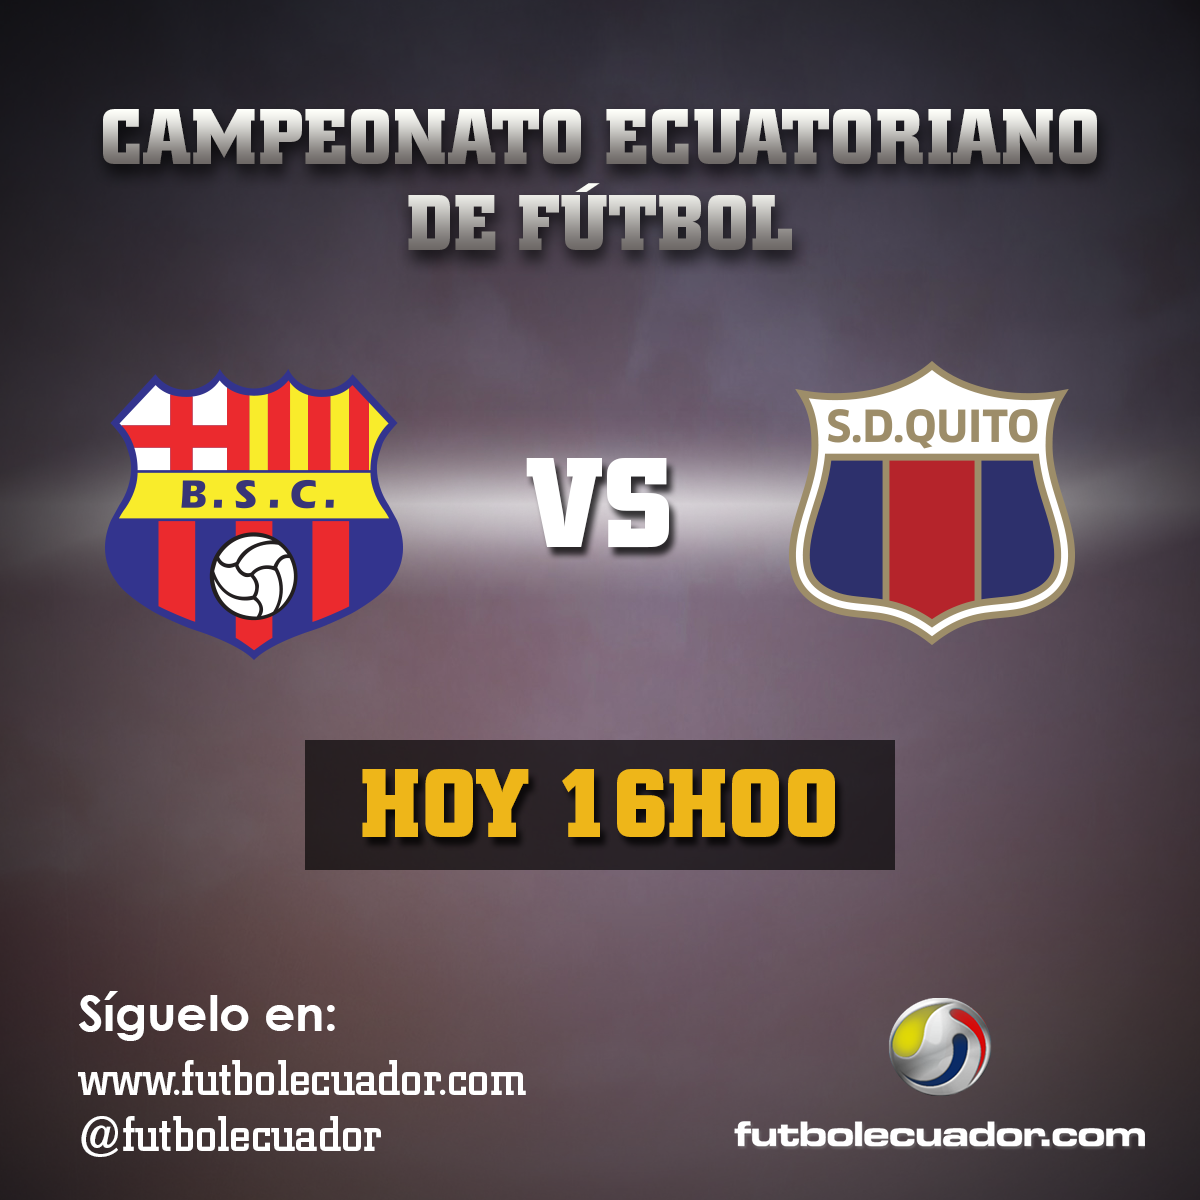 CAMPEONATO ECUATORIANO
DE FÚTBOL
B.S.C.
VS
S.D.QUITO
HOY 16H00
Síguelo en:
www.futbolecuador.com
@futbolecuador
futbolecuador.com